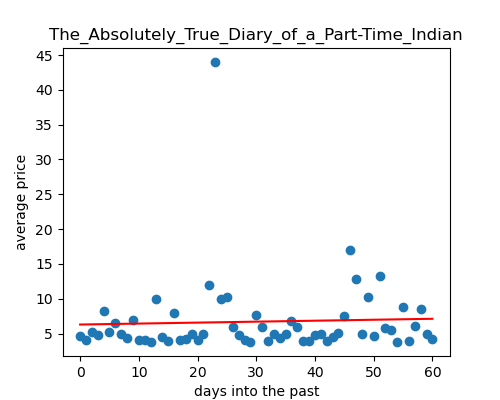 The_Absolutely_True_Diary_of_a_Part-Time_Indian
45
40
35
30
25
20
15
10
5
average price
0 10 20 30 40 50 60
days into the past